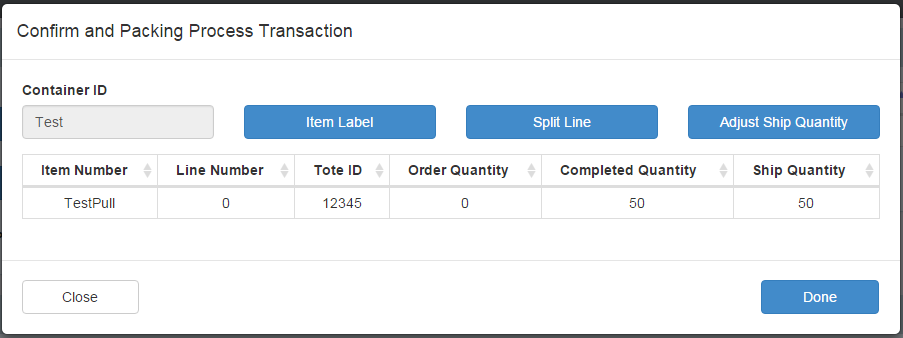 Confirm and Packing Process Transaction
Container ID
Test Item Label Split Line Adjust Ship Quantity
Item Number Line Number Tote ID Order Quantity Completed Quantity Ship Quantity
TestPull 0 12345 0 50 50
Close Done